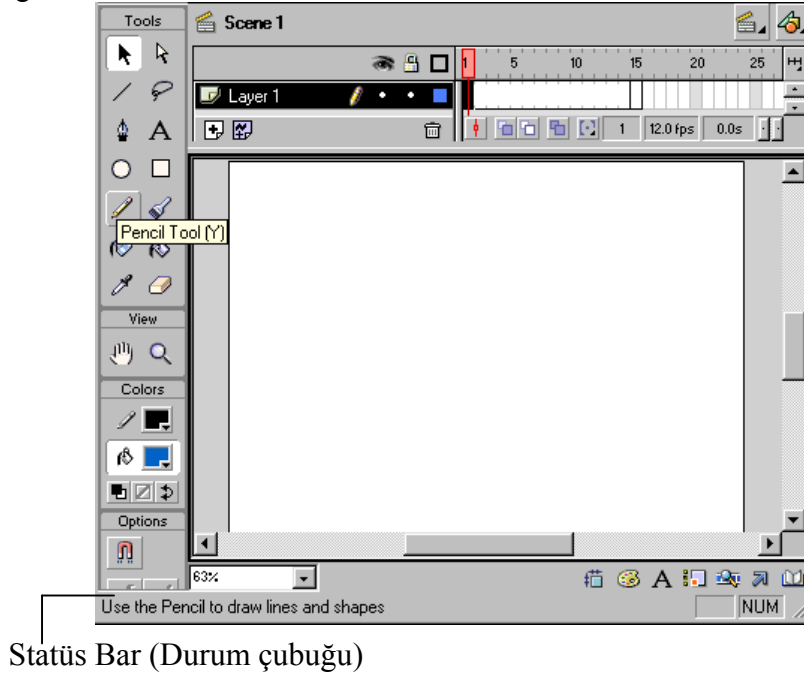 Tools
Scene 1
1 5 10 15 20 25
Layer 1
A
1 12.0 fps 0.0s
Pencil Tool (Y)
View
Colors
Options
63%
A
Use the Pencil to draw lines and shapes
NUM
Statüs Bar (Durum çubuğu)